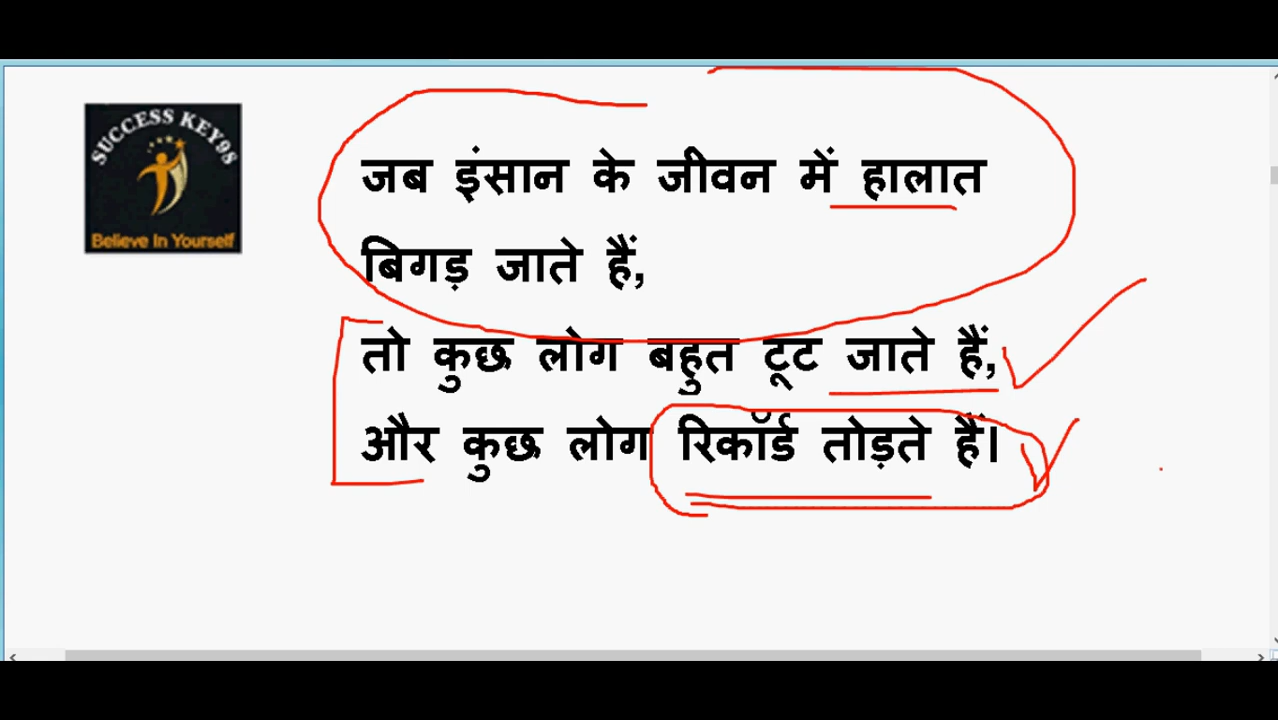 SUCCESS KEY98
Believe In Yourself
जब इंसान के जीवन में हालात
बिगड़ जाते हैं,
तो कुछ लोग बहुत टूट जाते हैं,
और कुछ लोग रिकॉर्ड तोड़ते हैं।